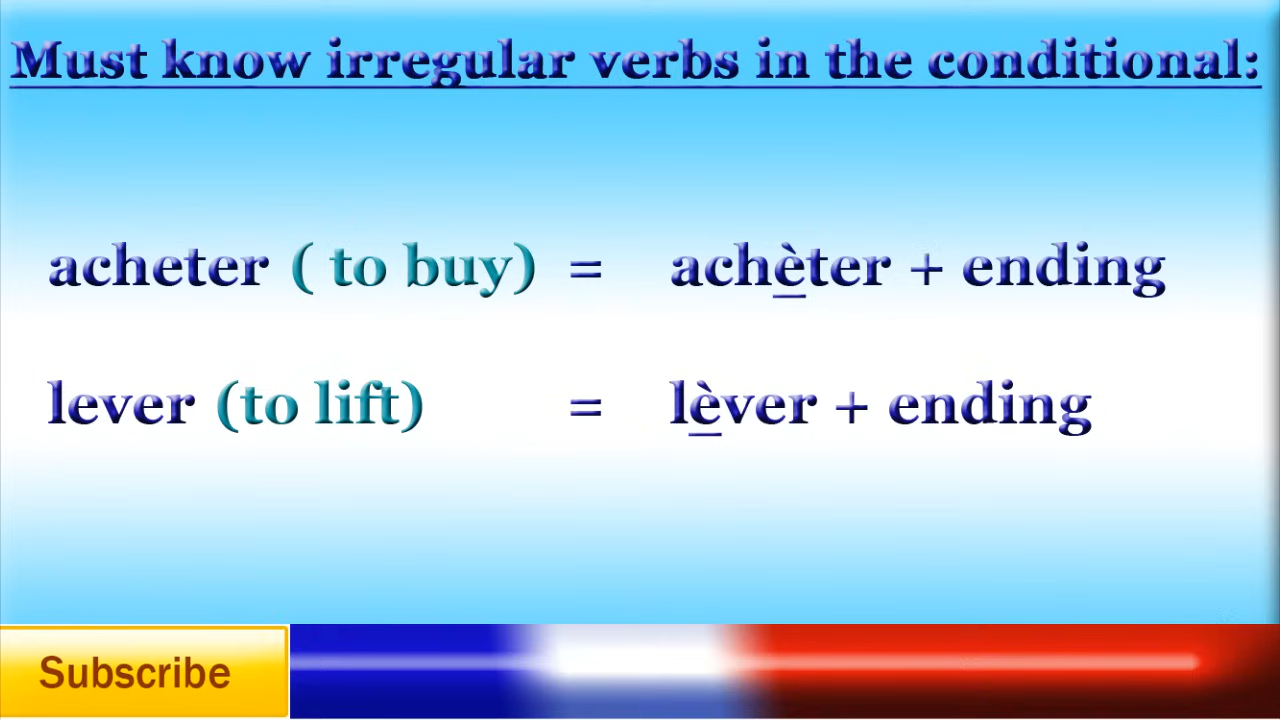 Must know irregular verbs in the conditional:
acheter ( to buy) = achèter + ending
lever (to lift) = lèver + ending
Subscribe